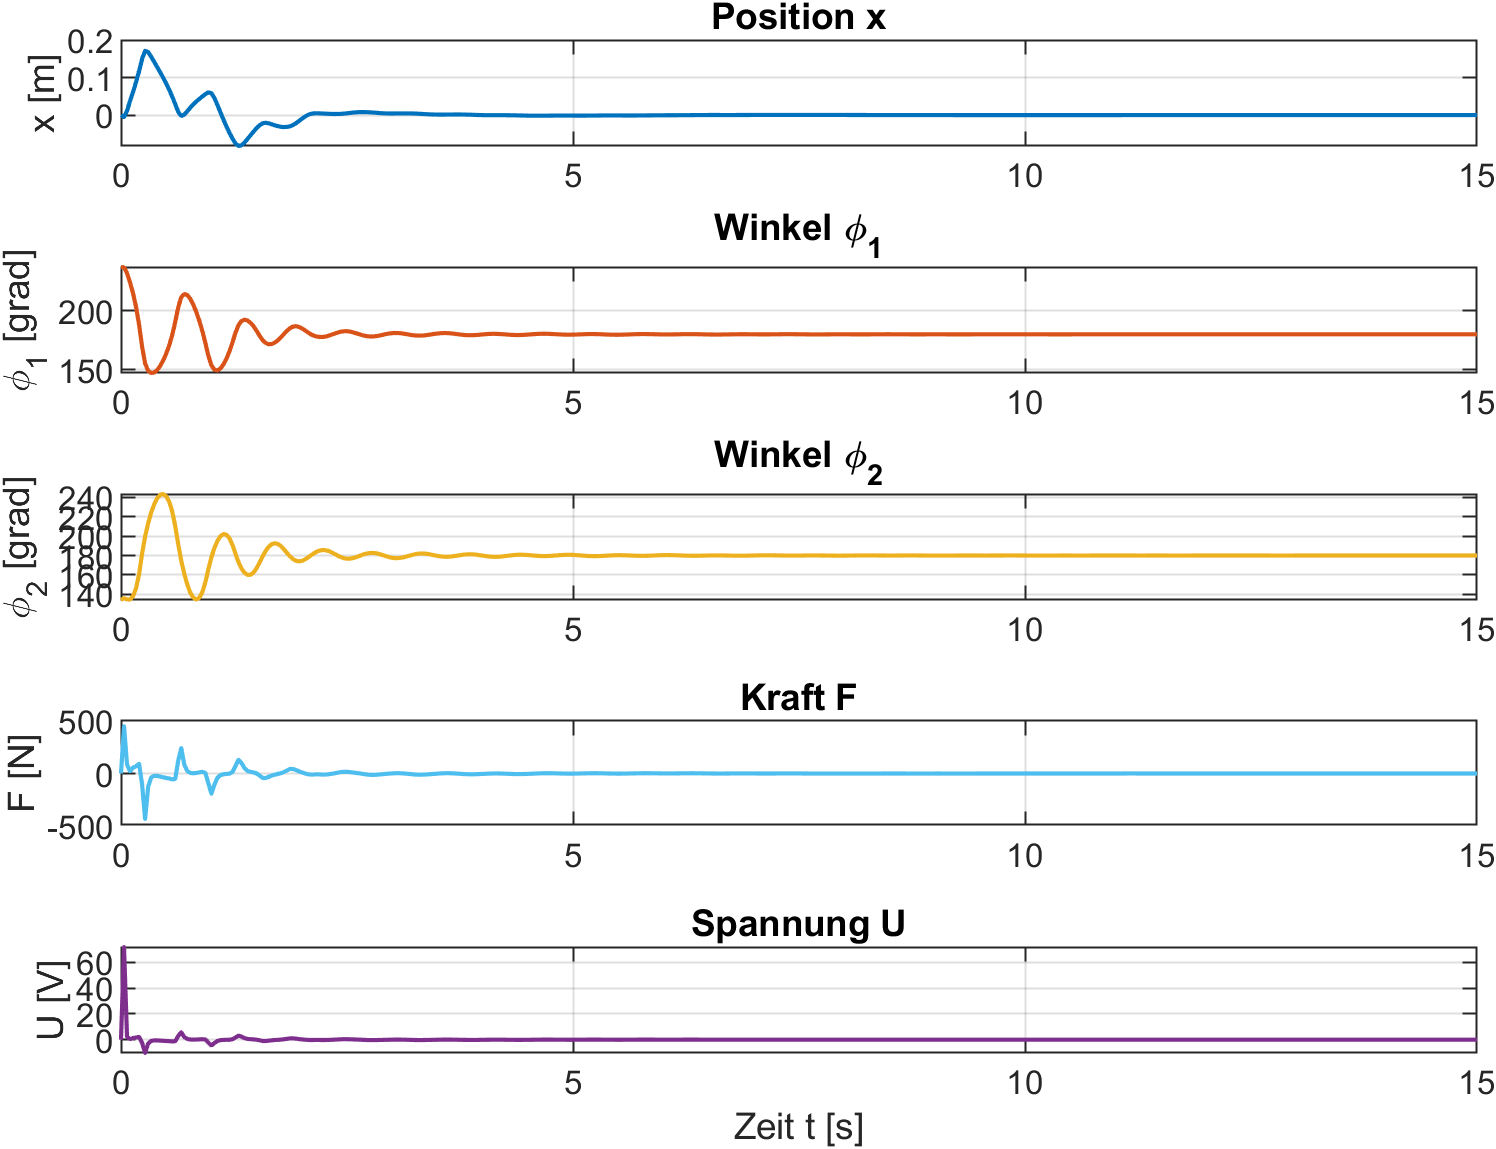 Position x
x [m]
0.2
0.1
0
0 5 10 15
Winkel ϕ1
ϕ1 [grad]
200
150
0 5 10 15
Winkel ϕ2
ϕ2 [grad]
240
220
200
180
160
140
0 5 10 15
Kraft F
F [N]
500
0
-500
0 5 10 15
Spannung U
U [V]
60
40
20
0
0 5 10 15
Zeit t [s]